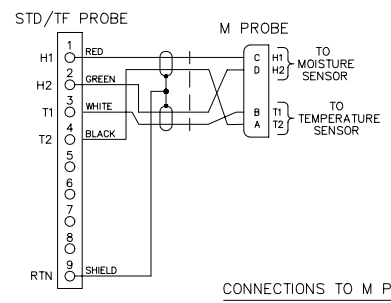 STD/TF PROBE
M PROBE
1
H1 RED C H1 TO
2 D H2 MOISTURE
SENSOR
H2 GREEN
3
T1 WHITE B T1 TO
4 A T2 TEMPERATURE
SENSOR
T2 BLACK
5
6
7
8
9
RTN SHIELD
CONNECTIONS TO M P